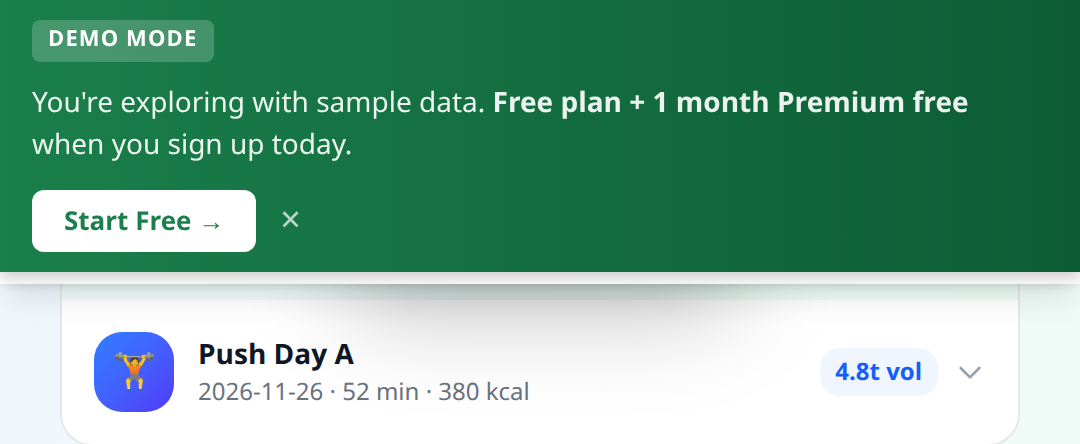 DEMO MODE
You're exploring with sample data. Free plan + 1 month Premium free
when you sign up today.
Start Free →
×
Push Day A
4.8t vol
2026-11-26 · 52 min · 380 kcal